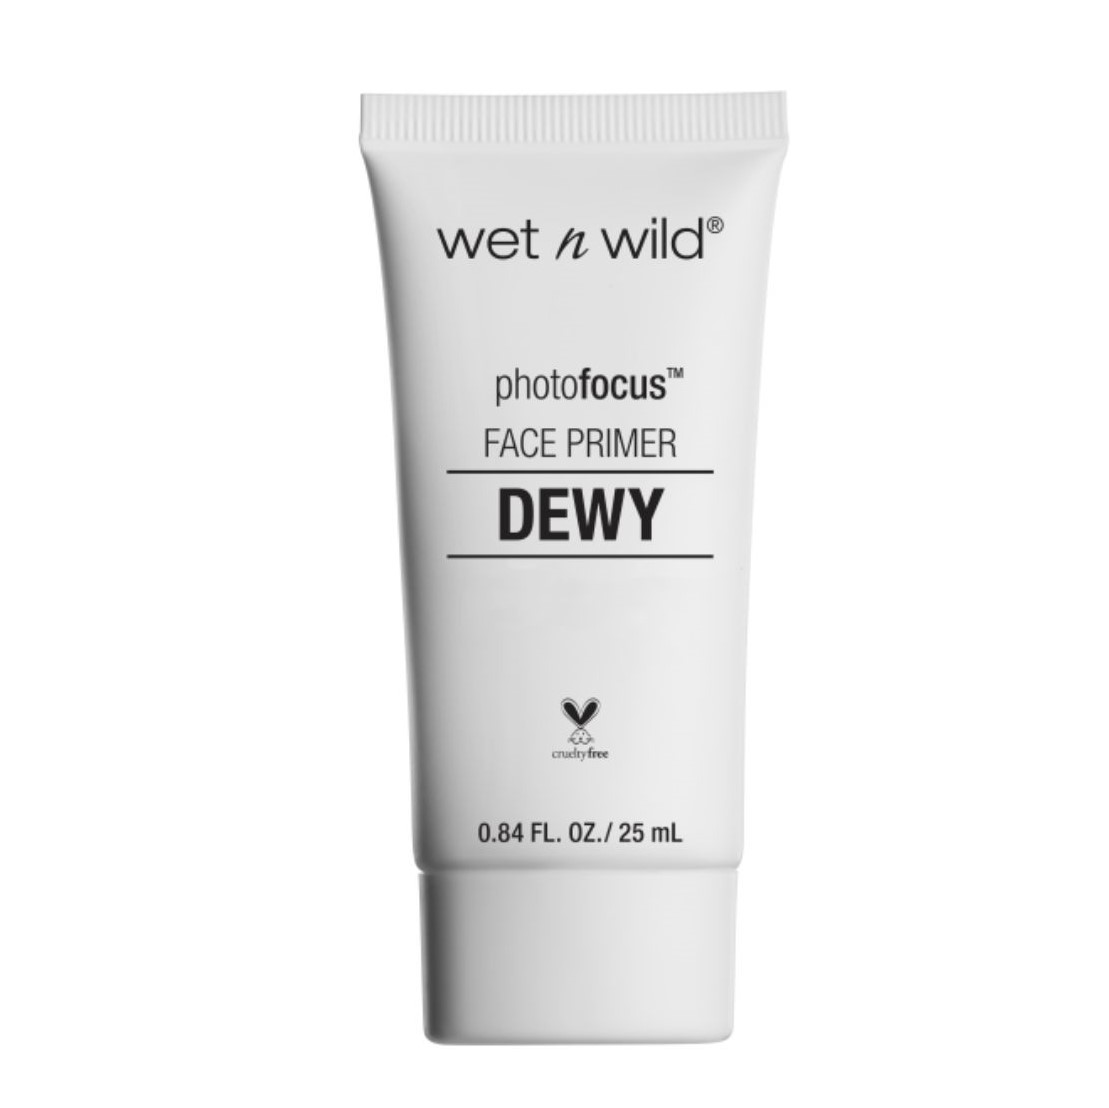 wet n wild®
photofocus™
FACE PRIMER
DEWY
crueltyfree
0.84 FL. OZ./ 25 mL